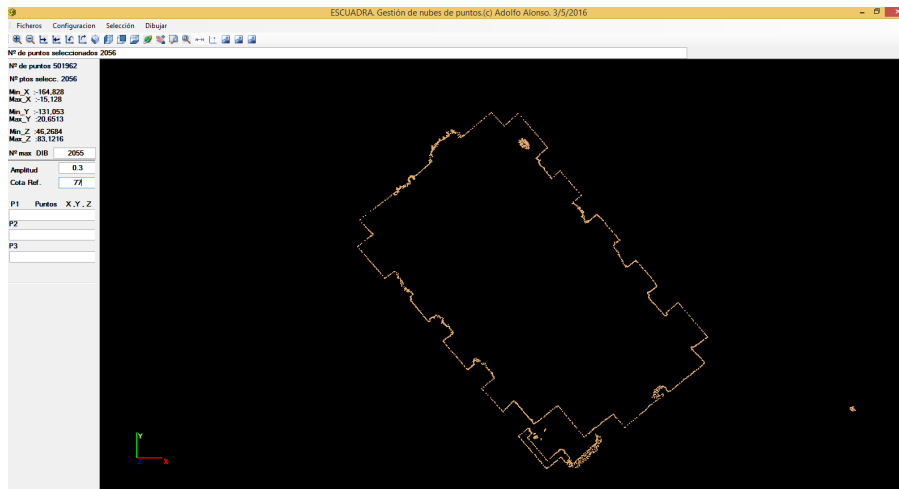 ESCUADRA. Gestión de nubes de puntos.(c) Adolfo Alonso. 3/5/2016
Ficheros Configuracion Selección Dibujar
Nº de puntos seleccionados 2056
Nº de puntos 501962
Nº ptos selecc. 2056
Min_X :-164,828
Max_X :-15,128
Min_Y :-131,053
Max_Y :20,6513
Min_Z :46,2684
Max_Z :83,1216
Nº max DIB 2055
Amplitud 0.3
Cota Ref. 77
P1 Puntos X ,Y , Z
P2
P3
Y
Z X